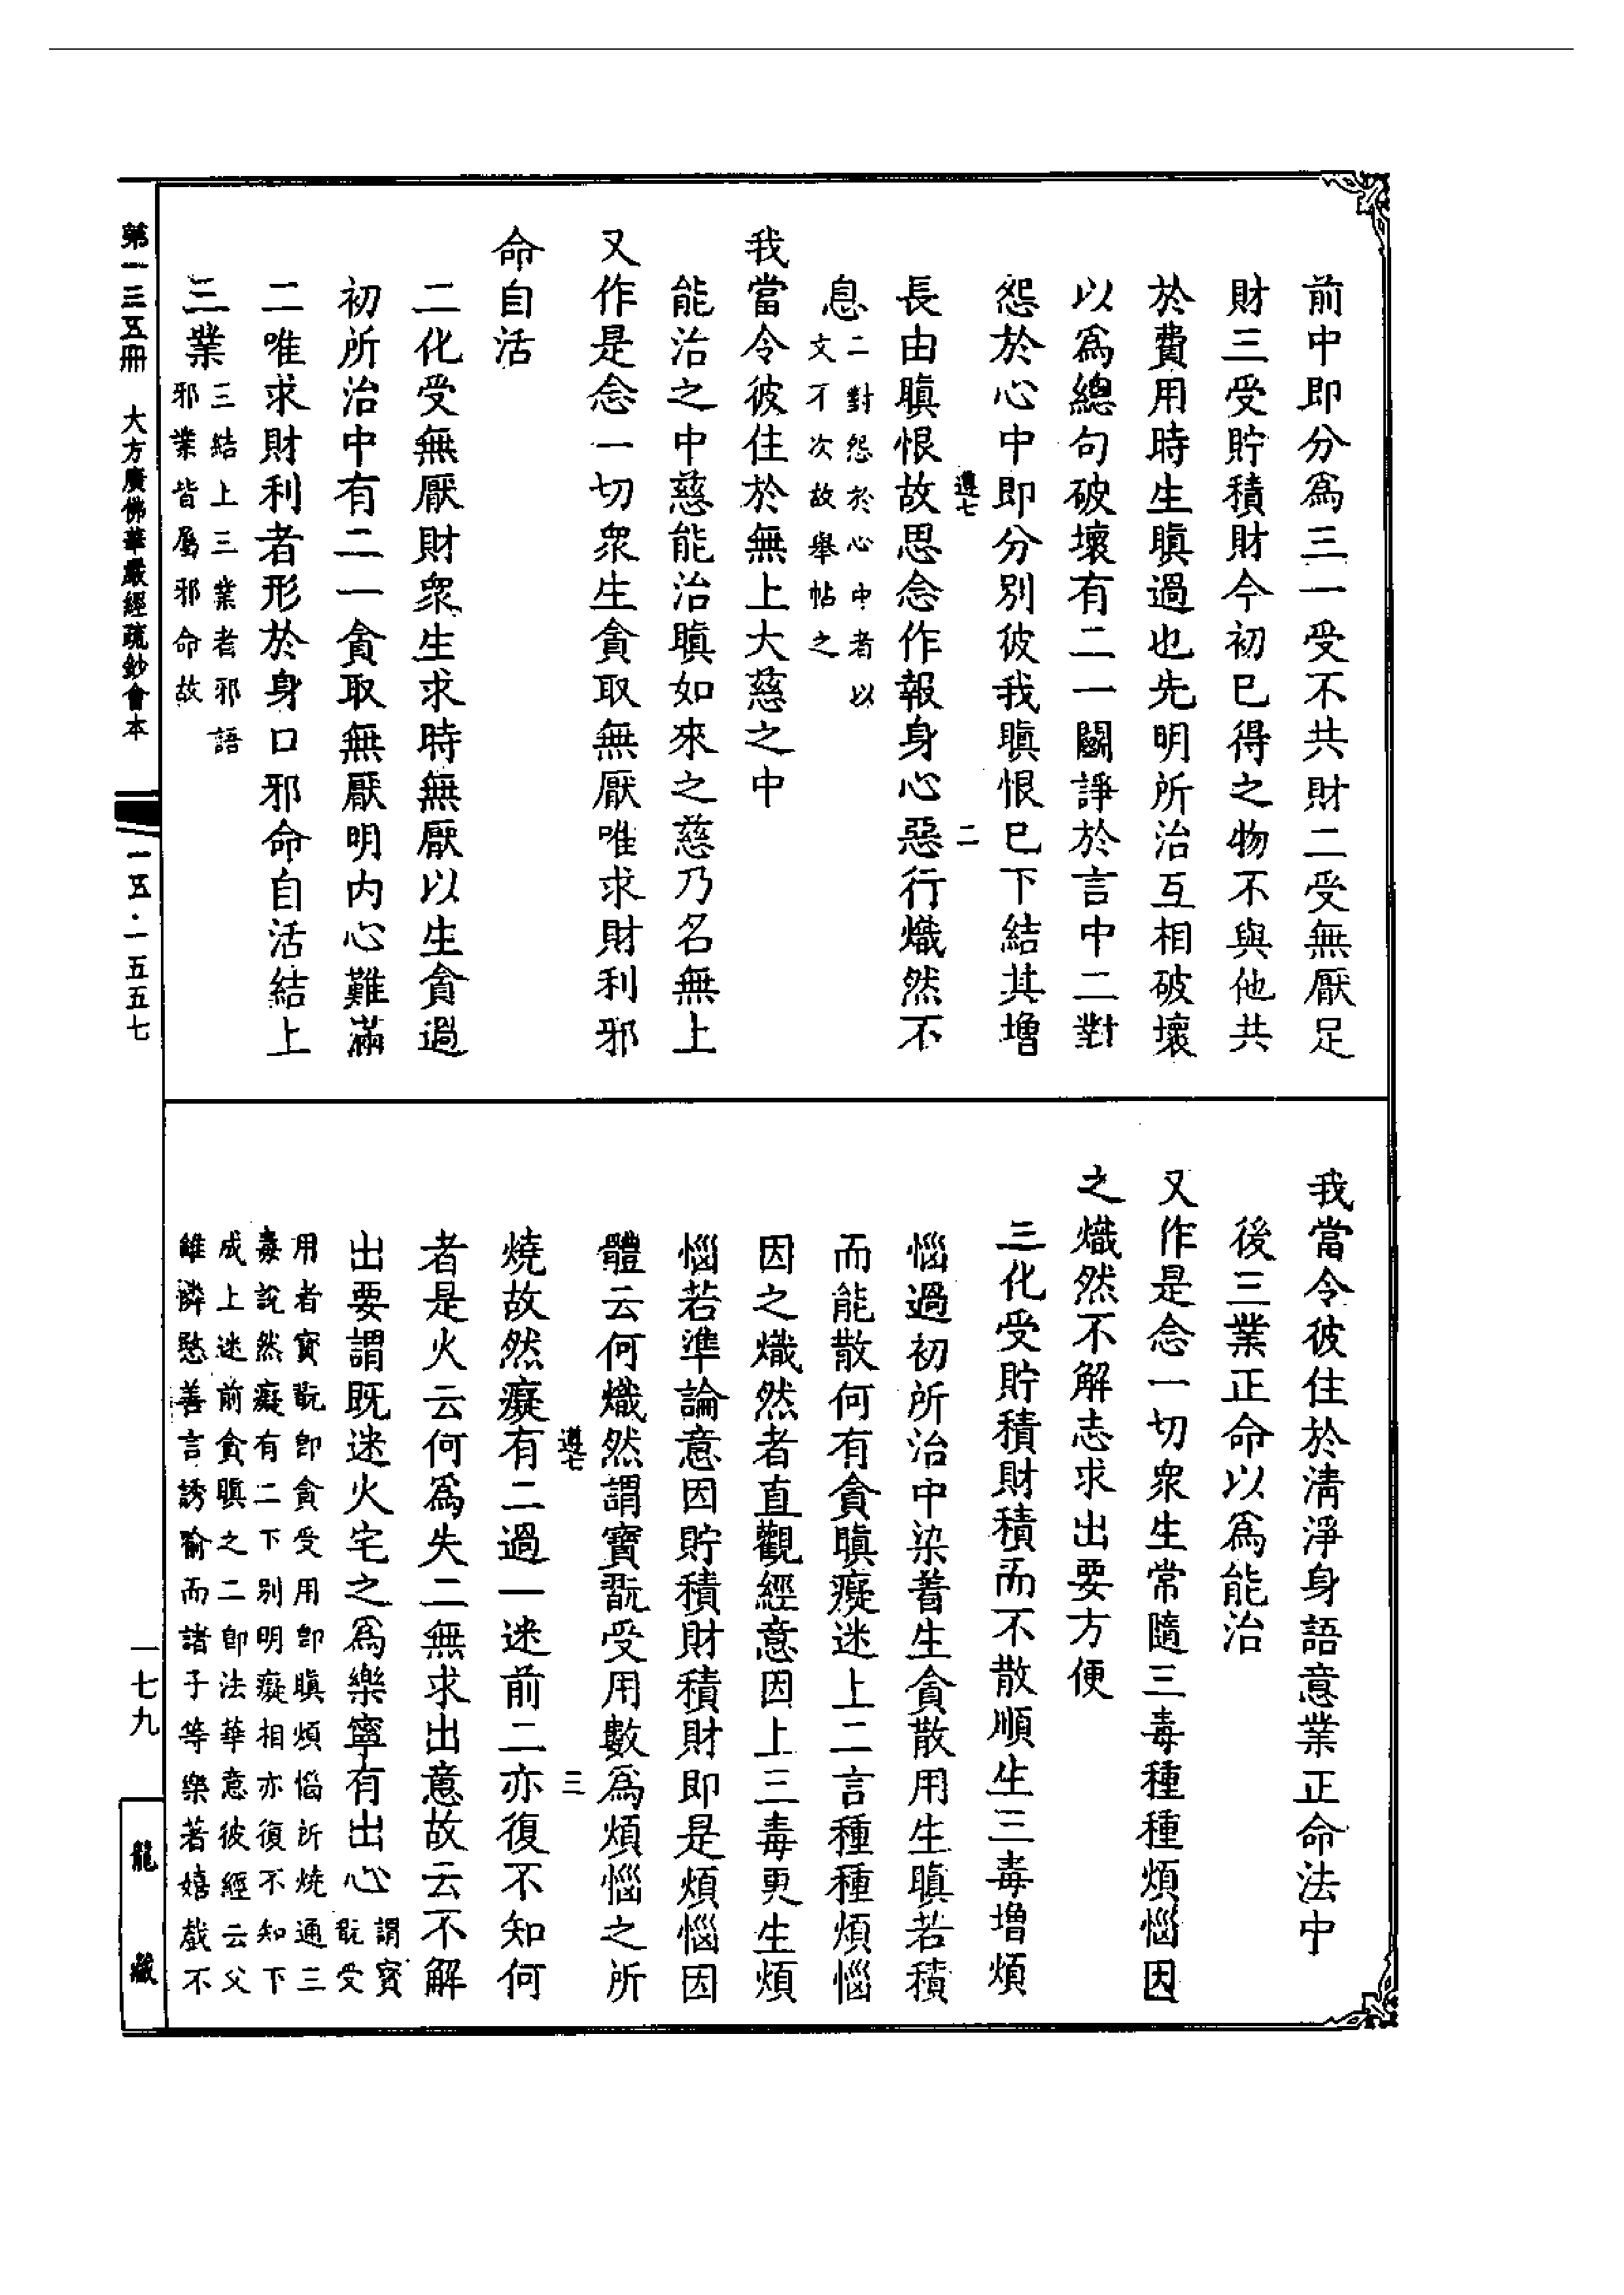 前中即分爲三一受不共財二受無厭足
財三受貯積財今初已得之物不與他共
於費用時生瞋過也先明所治互相破壞
以爲總句破壞有二一鬭諍於言中二對
怨於心中即分別彼我瞋恨已下結其增
遵七
二
長由瞋恨故思念作報身心惡行熾然不
息
二對怨於心中者以
文不次故舉帖之
我當令彼住於無上大慈之中
能治之中慈能治瞋如來之慈乃名無上
又作是念一切衆生貪取無厭唯求財利邪
命自活
二化受無厭財衆生求時無厭以生貪過
初所治中有二一貪取無厭明内心難滿
二唯求財利者形於身口邪命自活結上
三業
三結上三業者邪語
邪業皆屬邪命故
第一三五冊　大方廣佛華嚴經疏鈔會本
一五·一五五七
我當令彼住於清淨身語意業正命法中
後三業正命以爲能治
又作是念一切衆生常隨三毒種種煩惱因
之熾然不解志求出要方便
三化受貯積財積而不散順生三毒增煩
惱過初所治中染着生貪散用生瞋若積
而能散何有貪瞋癡迷上二言種種煩惱
因之熾然者直觀經意因上三毒更生煩
惱若準論意因貯積財積財即是煩惱因
體云何熾然謂寶翫受用數爲煩惱之所
遵七
三
燒故然癡有二過一迷前二亦復不知何
者是火云何爲失二無求出意故云不解
出要謂既迷火宅之爲樂寧有出心
謂寶
翫受
用者寶翫即貪受用即瞋煩惱所燒通三
毒說然癡有二下別明癡相亦復不知下
成上迷前貪瞋之二即法華意彼經云父
雖憐愍善言誘喻而諸子等樂著嬉戲不
一七九
龍藏